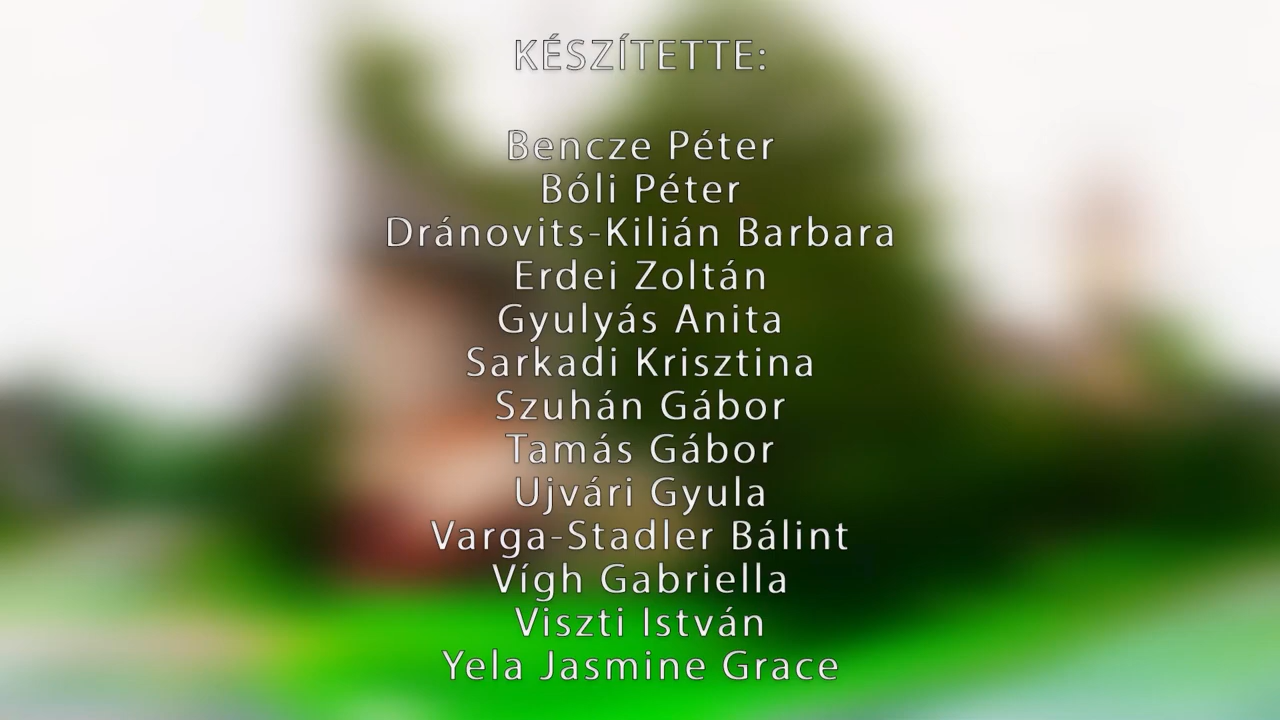 KÉSZÍTETTE:
Bencze Péter
Bóli Péter
Dránovits-Kilián Barbara
Erdei Zoltán
Gyulyás Anita
Sarkadi Krisztina
Szuhán Gábor
Tamás Gábor
Ujvári Gyula
Varga-Stadler Bálint
Vígh Gabriella
Viszti István
Yela Jasmine Grace